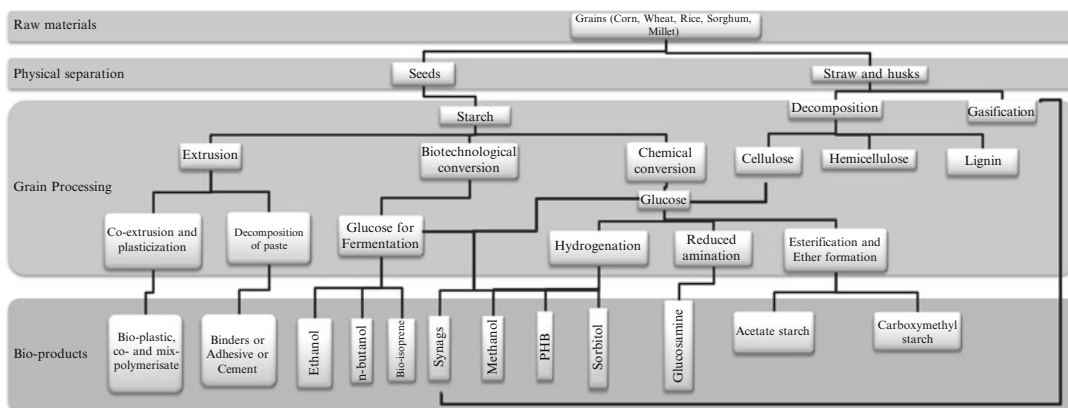 Raw materials
Grains (Corn, Wheat, Rice, Sorghum,
Millet)
Physical separation
Seeds
Straw and husks
Grain Processing
Starch
Decomposition
Gasification
Extrusion
Biotechnological
conversion
Chemical
conversion
Cellulose
Hemicellulose
Lignin
Glucose
Co-extrusion and
plasticization
Decomposition
of paste
Glucose for
Fermentation
Hydrogenation
Reduced
amination
Esterification and
Ether formation
Bio-products
Bio-plastic,
co- and mix-
polymerisate
Binders or
Adhesive or
Cement
Ethanol
n-butanol
Bio-isoprene
Synags
Methanol
PHB
Sorbitol
Glucosamine
Acetate starch
Carboxymethyl
starch